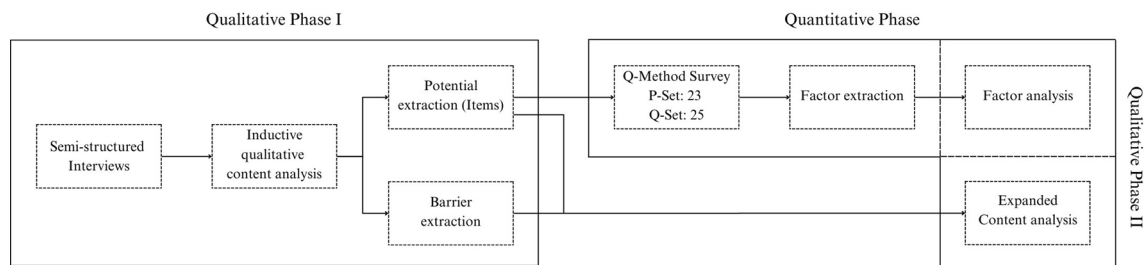 Qualitative Phase I
Quantitative Phase
Semi-structured
Interviews
Inductive
qualitative
content analysis
Potential
extraction (Items)
Barrier
extraction
Q-Method Survey
P-Set: 23
Q-Set: 25
Factor extraction
Factor analysis
Expanded
Content analysis
Qualitative Phase II